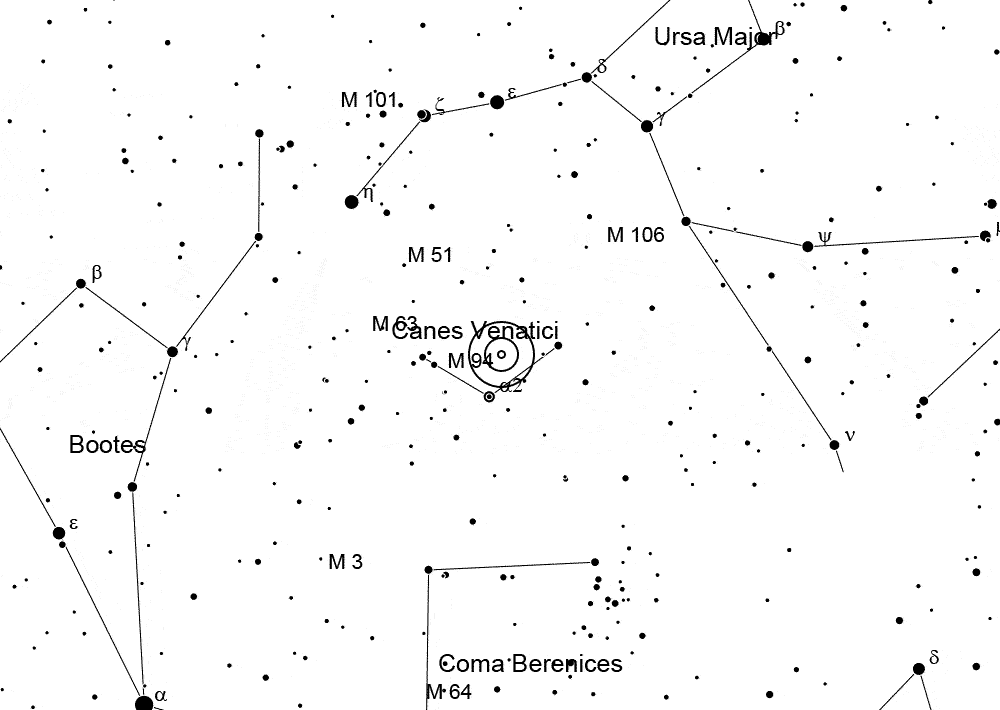 Ursa Major
β
δ
ε
M 101
ζ
γ
η
M 106
ψ
μ
M 51
β
M 63
Canes Venatici
γ
M 94
α2
ν
Bootes
ε
M 3
Coma Berenices
δ
M 64
α